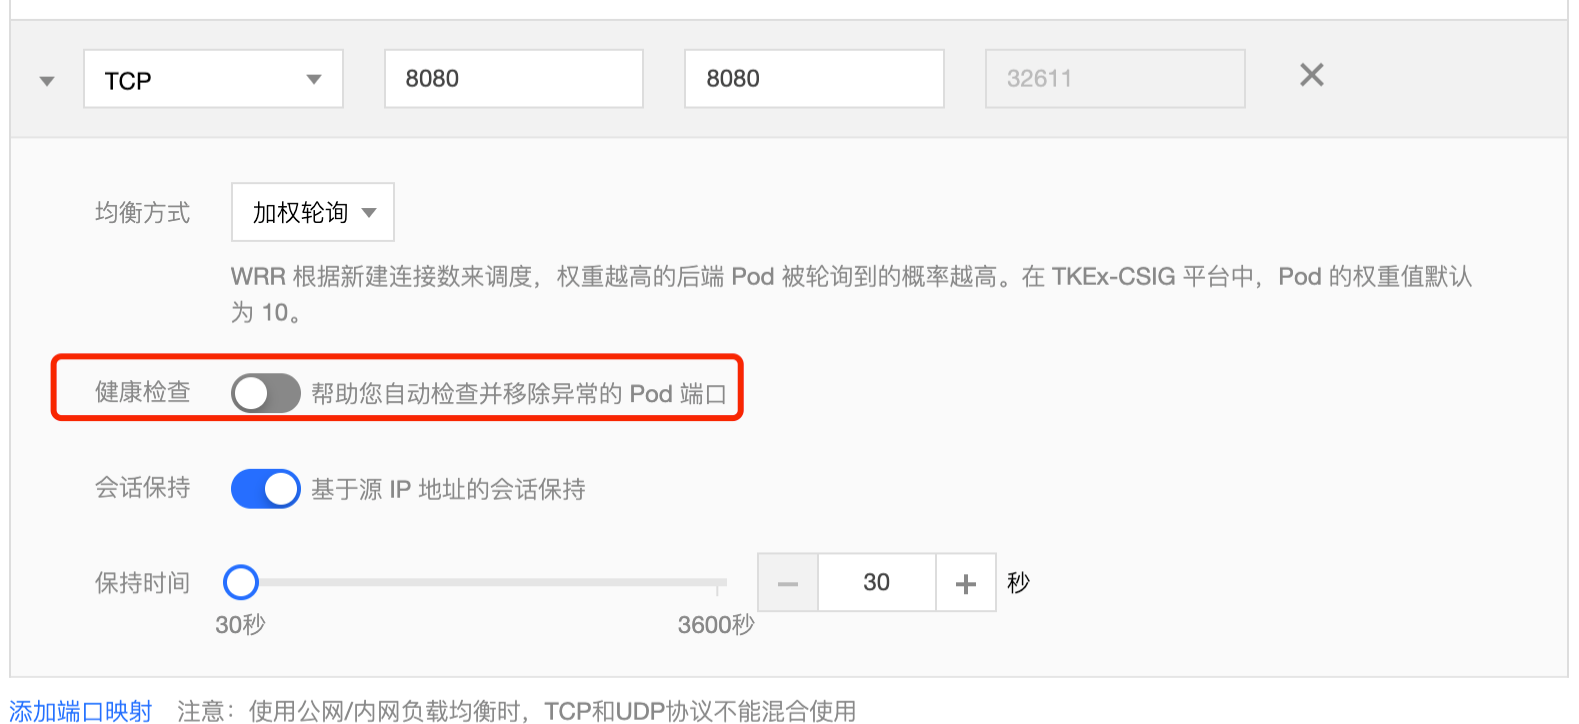 TCP 8080 8080 32611
均衡方式 加权轮询
WRR 根据新建连接数来调度，权重越高的后端 Pod 被轮询到的概率越高。在 TKEx-CSIG 平台中，Pod 的权重值默认
为 10。
健康检查 帮助您自动检查并移除异常的 Pod 端口
会话保持 基于源 IP 地址的会话保持
保持时间 30 秒
30秒 3600秒
添加端口映射 注意：使用公网/内网负载均衡时，TCP和UDP协议不能混合使用